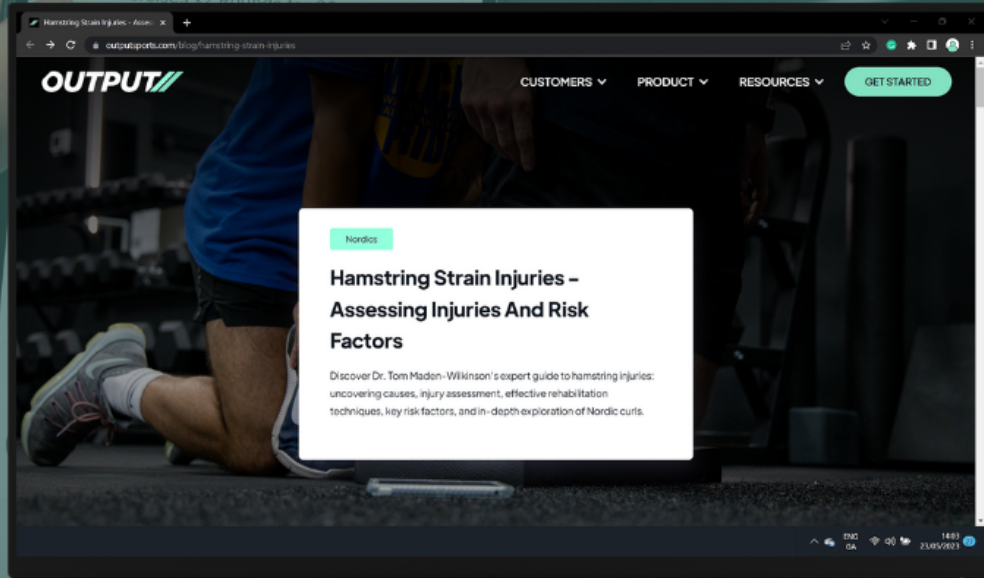 Hamstring Strain Injuries - Asses
outputsports.com/blog/hamstring-strain-injuries
OUTPUT
CUSTOMERS PRODUCT RESOURCES GET STARTED
Nordics
Hamstring Strain Injuries –
Assessing Injuries And Risk
Factors
Discover Dr. Tom Maden-Wilkinson's expert guide to hamstring injuries:
uncovering causes, injury assessment, effective rehabilitation
techniques, key risk factors, and in-depth exploration of Nordic curls.
ENG 14:03
GA 23/05/2023